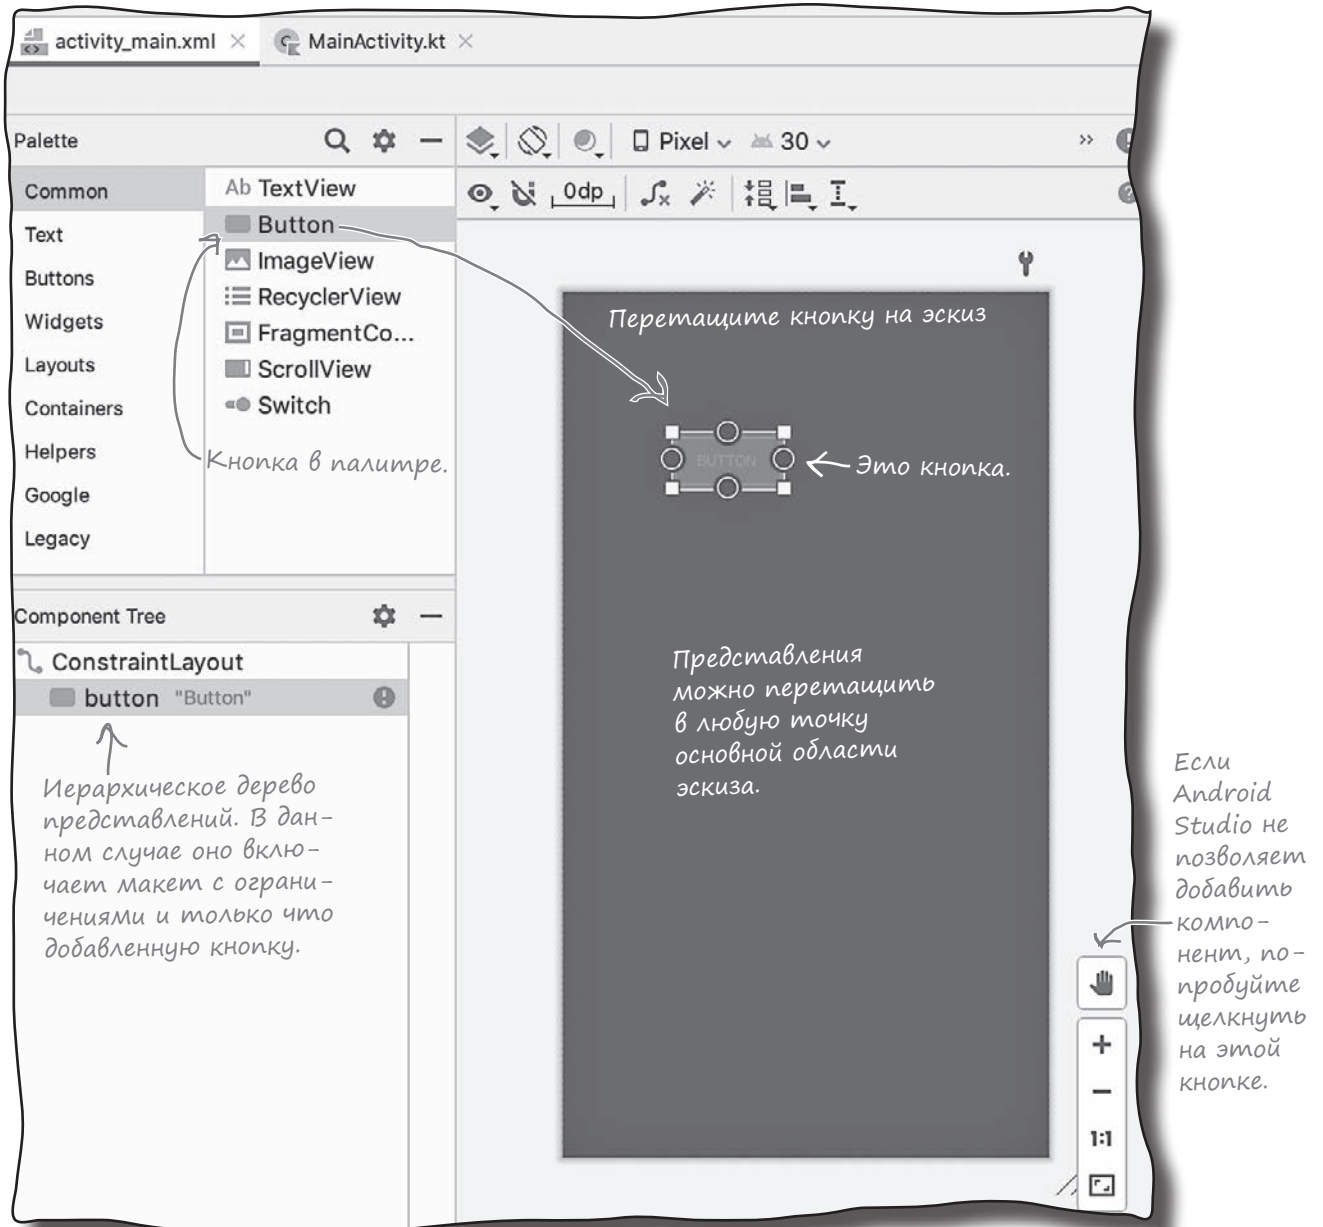 activity_main.xml
MainActivity.kt
Palette
Pixel
30
0dp
Common
Text
Buttons
Widgets
Layouts
Containers
Helpers
Google
Legacy
Ab TextView
Button
ImageView
RecyclerView
FragmentCo...
ScrollView
Switch
Кнопка в палитре.
Перетащите кнопку на эскиз
BUTTON
Это кнопка.
Представления
можно перетащить
в любую точку
основной области
эскиза.
Component Tree
ConstraintLayout
button "Button"
Иерархическое дерево
представлений. В дан-
ном случае оно вклю-
чает макет с ограни-
чениями и только что
добавленную кнопку.
Если
Android
Studio не
позволяет
добавить
компо-
нент, по-
пробуйте
щелкнуть
на этой
кнопке.
1:1